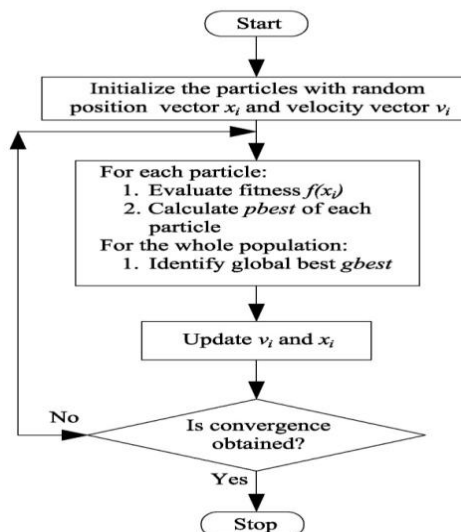 Start
Initialize the particles with random
position vector xi and velocity vector vi
For each particle:
1. Evaluate fitness f(xi)
2. Calculate pbest of each
particle
For the whole population:
1. Identify global best gbest
Update vi and xi
No
Is convergence
obtained?
Yes
Stop